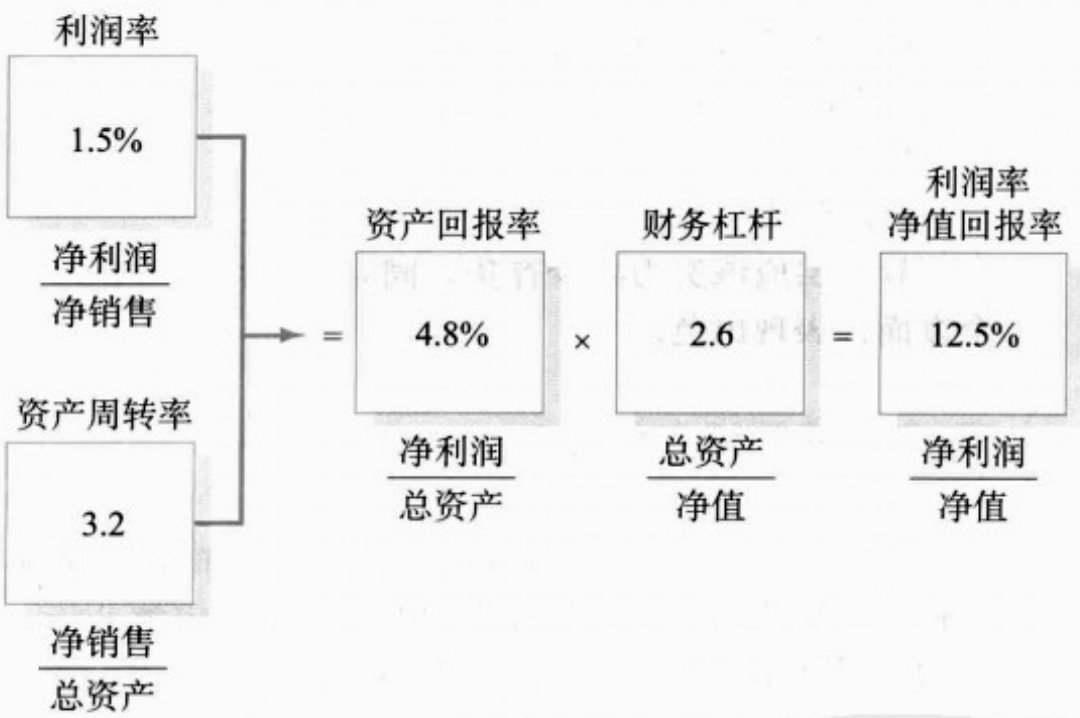 利润率
1.5%
净利润
净销售
资产周转率
3.2
净销售
总资产
=
资产回报率
4.8%
净利润
总资产
×
财务杠杆
2.6
总资产
净值
=
利润率
净值回报率
12.5%
净利润
净值